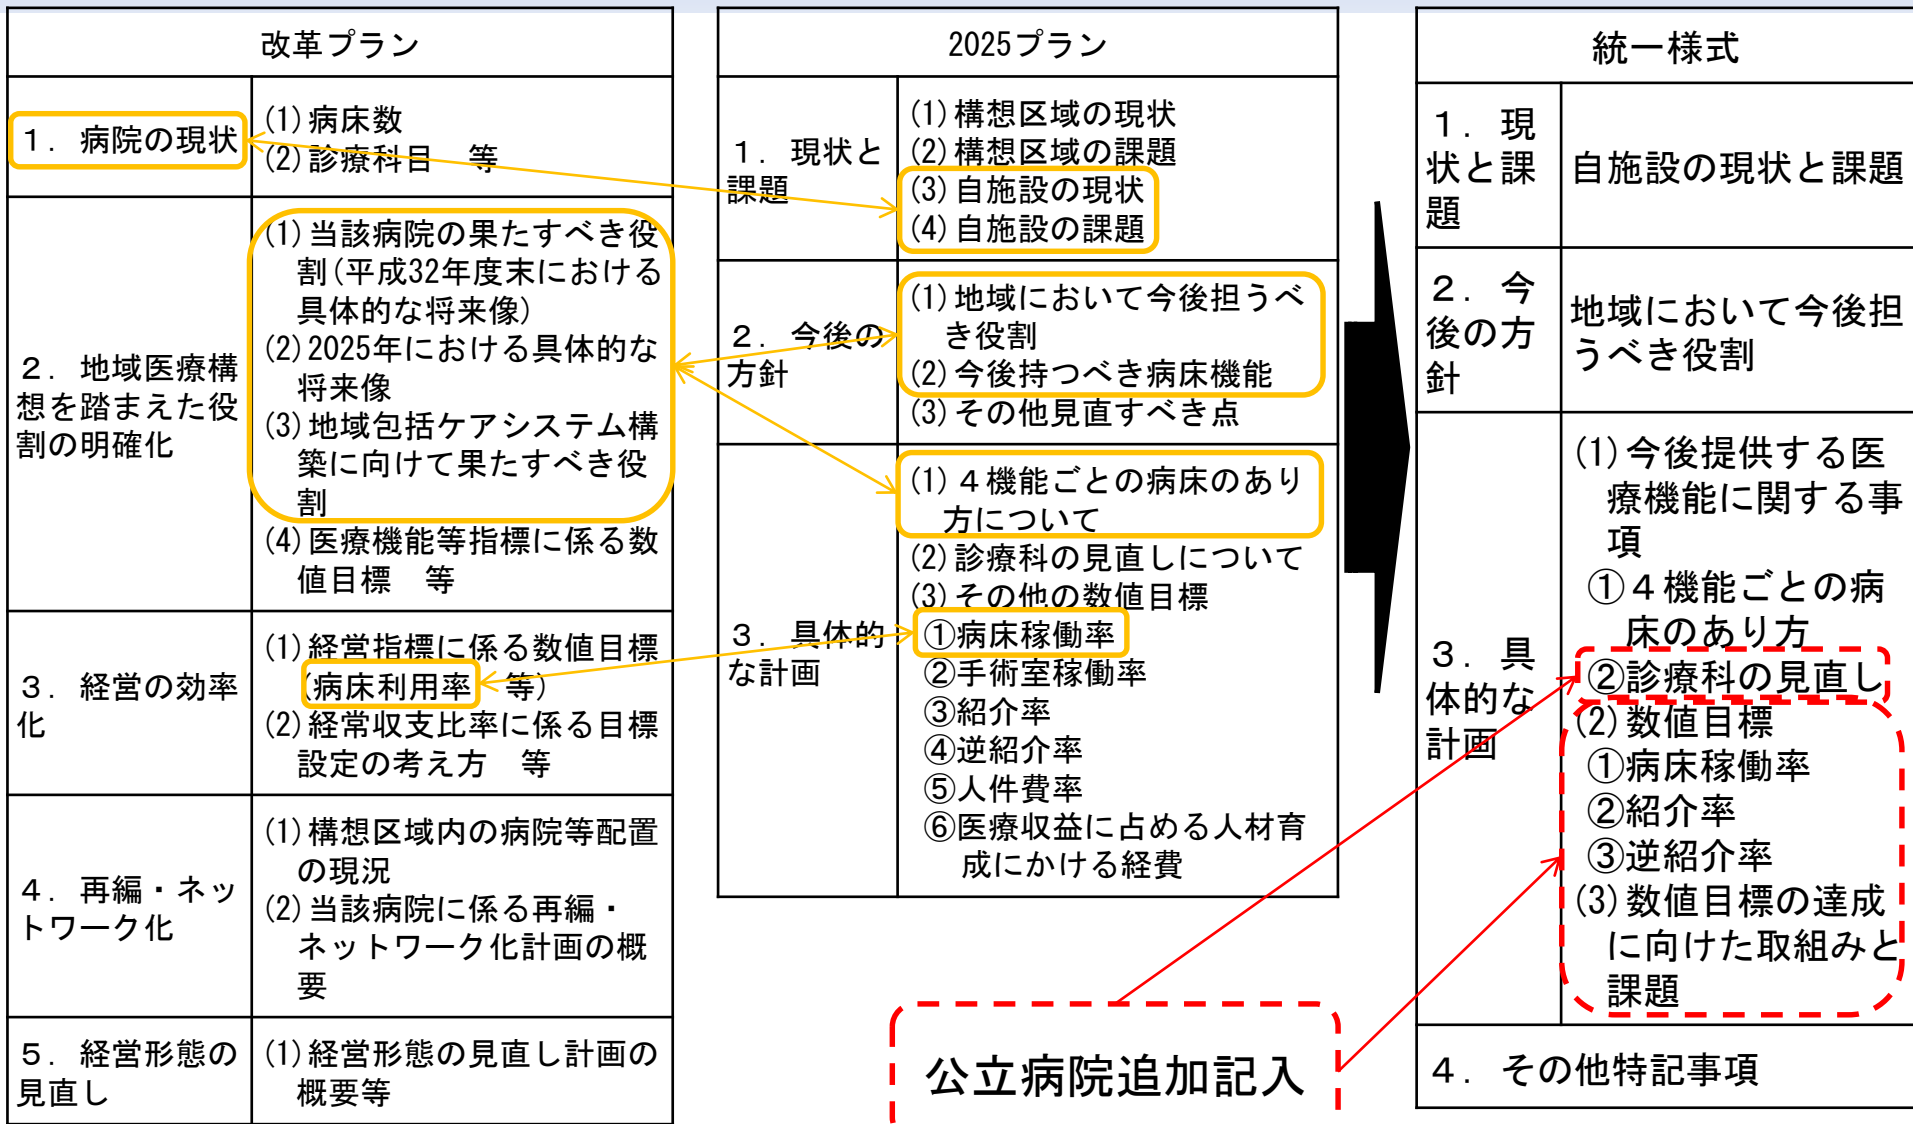 改革プラン
1．病院の現状
(1)病床数
(2)診療科目　等
2．地域医療構
想を踏まえた役
割の明確化
(1)当該病院の果たすべき役
割(平成32年度末における
具体的な将来像)
(2)2025年における具体的な
将来像
(3)地域包括ケアシステム構
築に向けて果たすべき役
割
(4)医療機能等指標に係る数
値目標　等
3．経営の効率
化
(1)経営指標に係る数値目標
(病床利用率　等)
(2)経常収支比率に係る目標
設定の考え方　等
4．再編・ネッ
トワーク化
(1)構想区域内の病院等配置
の現況
(2)当該病院に係る再編・
ネットワーク化計画の概
要
5．経営形態の
見直し
(1)経営形態の見直し計画の
概要等
2025プラン
1．現状と
課題
(1)構想区域の現状
(2)構想区域の課題
(3)自施設の現状
(4)自施設の課題
2．今後の
方針
(1)地域において今後担うべ
き役割
(2)今後持つべき病床機能
(3)その他見直すべき点
3．具体的
な計画
(1)４機能ごとの病床のあり
方について
(2)診療科の見直しについて
(3)その他の数値目標
①病床稼働率
②手術室稼働率
③紹介率
④逆紹介率
⑤人件費率
⑥医療収益に占める人材育
成にかける経費
公立病院追加記入
統一様式
1．現
状と課
題
自施設の現状と課題
2．今
後の方
針
地域において今後担
うべき役割
3．具
体的な
計画
(1)今後提供する医
療機能に関する事
項
①４機能ごとの病
床のあり方
②診療科の見直し
(2)数値目標
①病床稼働率
②紹介率
③逆紹介率
(3)数値目標の達成
に向けた取組みと
課題
4．その他特記事項